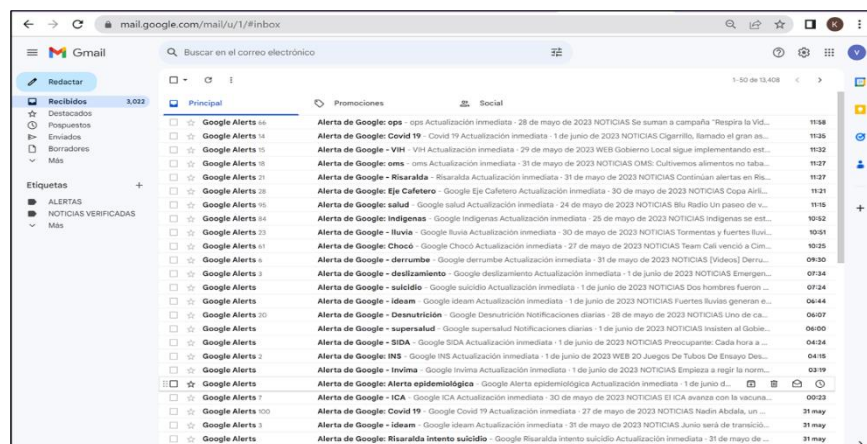 mail.google.com/mail/u/1/#inbox
K
Gmail
Buscar en el correo electrónico
V
Redactar
1-50 de 13,408
Recibidos 3,022
Destacados
Pospuestos
Enviados
Borradores
Más
Etiquetas
ALERTAS
NOTICIAS VERIFICADAS
Más
Principal Promociones Social
Google Alerts 66 Alerta de Google: ops - ops Actualización inmediata - 28 de mayo de 2023 NOTICIAS Se suman a campaña "Respira la Vid... 11:58
Google Alerts 14 Alerta de Google: Covid 19 - Covid 19 Actualización inmediata · 1 de junio de 2023 NOTICIAS Cigarrillo, llamado el gran as... 11:35
Google Alerts 15 Alerta de Google - VIH - VIH Actualización inmediata · 29 de mayo de 2023 WEB Gobierno Local sigue implementando est... 11:32
Google Alerts 18 Alerta de Google: oms - oms Actualización inmediata · 31 de mayo de 2023 NOTICIAS OMS: Cultivemos alimentos no taba... 11:27
Google Alerts 21 Alerta de Google - Risaralda - Risaralda Actualización inmediata · 31 de mayo de 2023 NOTICIAS Continúan alertas en Ris... 11:27
Google Alerts 28 Alerta de Google: Eje Cafetero - Google Eje Cafetero Actualización inmediata · 30 de mayo de 2023 NOTICIAS Copa Airli... 11:21
Google Alerts 95 Alerta de Google: salud - Google salud Actualización inmediata · 24 de mayo de 2023 NOTICIAS Blu Radio Un paseo de v... 11:15
Google Alerts 84 Alerta de Google: Indigenas - Google Indigenas Actualización inmediata · 25 de mayo de 2023 NOTICIAS Indígenas se est... 10:52
Google Alerts 23 Alerta de Google - lluvia - Google lluvia Actualización inmediata · 30 de mayo de 2023 NOTICIAS Tormentas y fuertes lluvi... 10:51
Google Alerts 61 Alerta de Google: Chocó - Google Chocó Actualización inmediata · 27 de mayo de 2023 NOTICIAS Team Cali venció a Cim... 10:25
Google Alerts 6 Alerta de Google - derrumbe - Google derrumbe Actualización inmediata · 31 de mayo de 2023 NOTICIAS [Videos] Derru... 09:30
Google Alerts 3 Alerta de Google - deslizamiento - Google deslizamiento Actualización inmediata · 1 de junio de 2023 NOTICIAS Emergen... 07:34
Google Alerts Alerta de Google - suicidio - Google suicidio Actualización inmediata · 1 de junio de 2023 NOTICIAS Dos hombres fueron ... 07:24
Google Alerts Alerta de Google - ideam - Google ideam Actualización inmediata · 1 de junio de 2023 NOTICIAS Fuertes lluvias generan e... 06:44
Google Alerts 20 Alerta de Google - Desnutrición - Google Desnutrición Notificaciones diarias · 28 de mayo de 2023 NOTICIAS Uno de ca... 06:07
Google Alerts Alerta de Google - supersalud - Google supersalud Notificaciones diarias · 1 de junio de 2023 NOTICIAS Insisten al Gobie... 06:00
Google Alerts Alerta de Google - SIDA - Google SIDA Actualización inmediata · 1 de junio de 2023 NOTICIAS Preocupante: Cada hora a ... 04:24
Google Alerts 2 Alerta de Google: INS - Google INS Actualización inmediata · 1 de junio de 2023 WEB 20 Juegos De Tubos De Ensayo Des... 04:15
Google Alerts Alerta de Google - Invima - Google Invima Actualización inmediata · 1 de junio de 2023 NOTICIAS Empieza a regir la norm... 03:19
Google Alerts Alerta de Google: Alerta epidemiológica - Google Alerta epidemiológica Actualización inmediata · 1 de junio d...
Google Alerts 7 Alerta de Google - ICA - Google ICA Actualización inmediata · 30 de mayo de 2023 NOTICIAS El ICA avanza con la vacuna... 00:23
Google Alerts 100 Alerta de Google: Covid 19 - Google Covid 19 Actualización inmediata · 27 de mayo de 2023 NOTICIAS Nadin Abdala, un ... 31 may
Google Alerts 3 Alerta de Google - ideam - Google ideam Actualización inmediata · 31 de mayo de 2023 NOTICIAS Junio será de transició... 31 may
Google Alerts Alerta de Google: Risaralda intento suicidio - Google Risaralda intento suicidio Actualización inmediata · 31 de mayo de ... 31 may